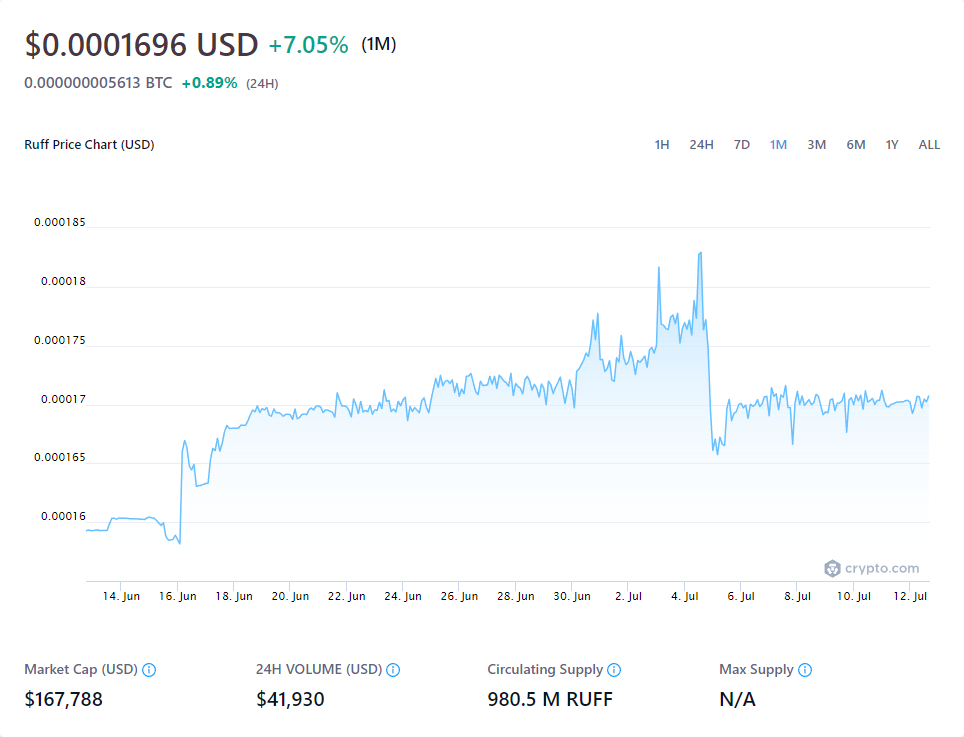 $0.0001696 USD +7.05% (1M)
0.000000005613 BTC +0.89% (24H)
Ruff Price Chart (USD)
1H 24H 7D 1M 3M 6M 1Y ALL
0.000185
0.00018
0.000175
0.00017
0.000165
0.00016
crypto.com
14. Jun 16. Jun 18. Jun 20. Jun 22. Jun 24. Jun 26. Jun 28. Jun 30. Jun 2. Jul 4. Jul 6. Jul 8. Jul 10. Jul 12. Jul
Market Cap (USD) 24H VOLUME (USD) Circulating Supply Max Supply
$167,788 $41,930 980.5 M RUFF N/A